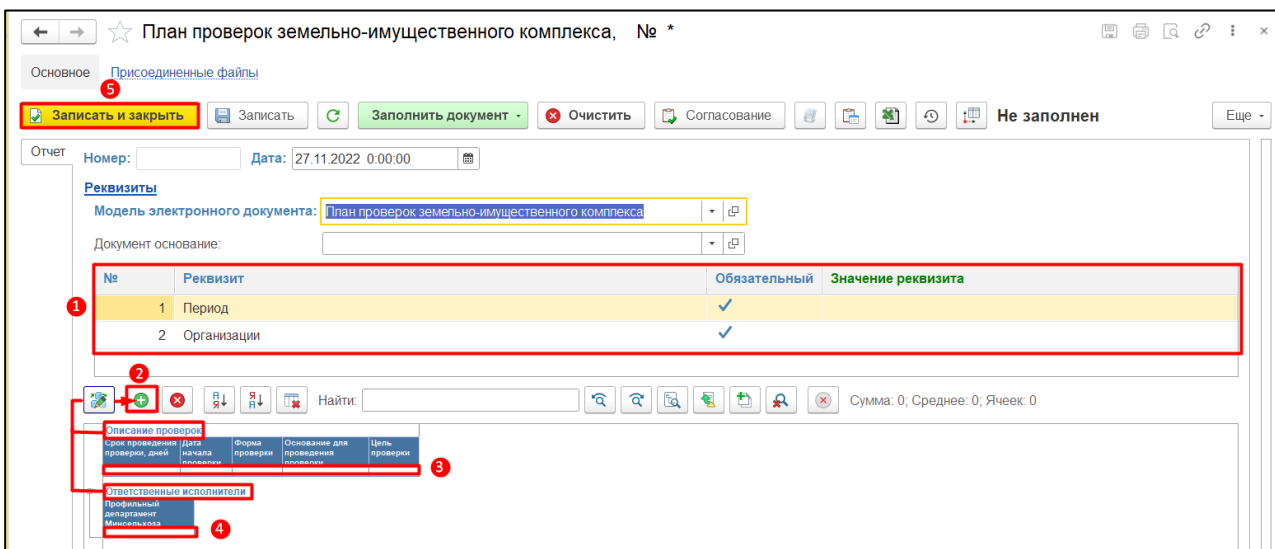 План проверок земельно-имущественного комплекса, № *
Основное Присоединенные файлы
5
Записать и закрыть Записать Заполнить документ Очистить Согласование Не заполнен Еще
Отчет Номер: Дата: 27.11.2022 0:00:00
Реквизиты
Модель электронного документа: План проверок земельно-имущественного комплекса
Документ основание:
№ Реквизит Обязательный Значение реквизита
1
1 Период
2 Организации
2
Найти: Сумма: 0; Среднее: 0; Ячеек: 0
Описание проверок
Срок проведения проверки, дней Дата начала проверки Форма проверки Основание для проведения проверки Цель проверки
3
Ответственные исполнители
Профильный
департамент
Минсельхоза
4